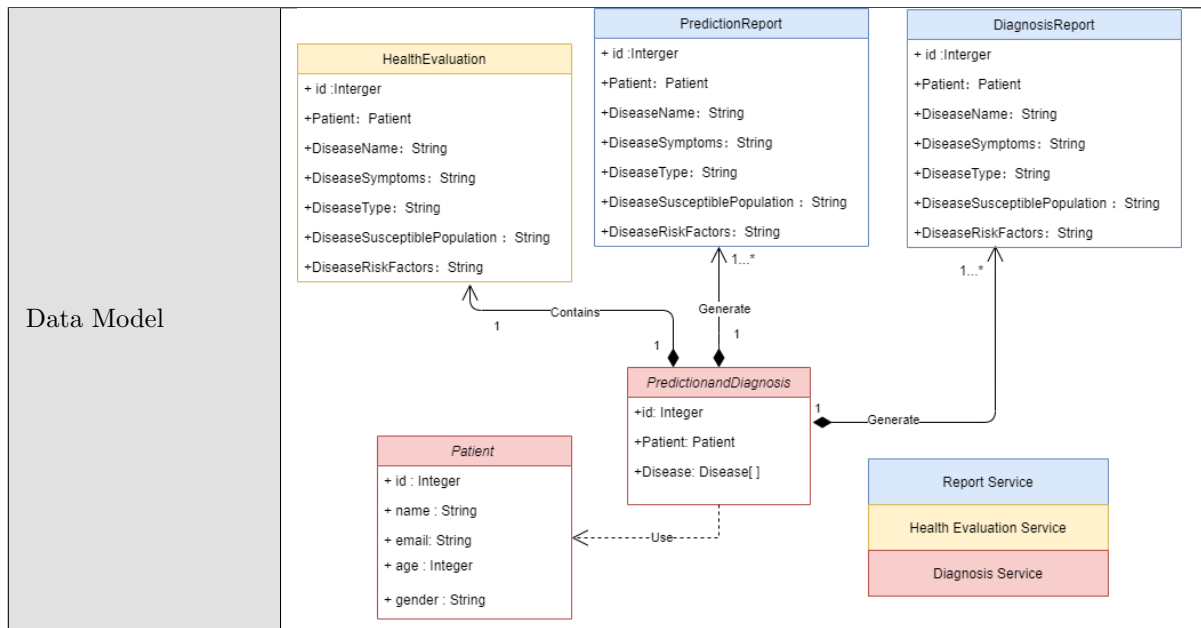 Data Model
HealthEvaluation
+ id :Interger
+Patient: Patient
+DiseaseName: String
+DiseaseSymptoms: String
+DiseaseType: String
+DiseaseSusceptiblePopulation : String
+DiseaseRiskFactors: String
PredictionReport
+ id :Interger
+Patient: Patient
+DiseaseName: String
+DiseaseSymptoms: String
+DiseaseType: String
+DiseaseSusceptiblePopulation : String
+DiseaseRiskFactors: String
DiagnosisReport
+ id :Interger
+Patient: Patient
+DiseaseName: String
+DiseaseSymptoms: String
+DiseaseType: String
+DiseaseSusceptiblePopulation : String
+DiseaseRiskFactors: String
1
Contains
1
1...*
Generate
1
1...*
Generate
1
PredictionandDiagnosis
+id: Integer
+Patient: Patient
+Disease: Disease[ ]
Use
Patient
+ id : Integer
+ name : String
+ email: String
+ age : Integer
+ gender : String
Report Service
Health Evaluation Service
Diagnosis Service